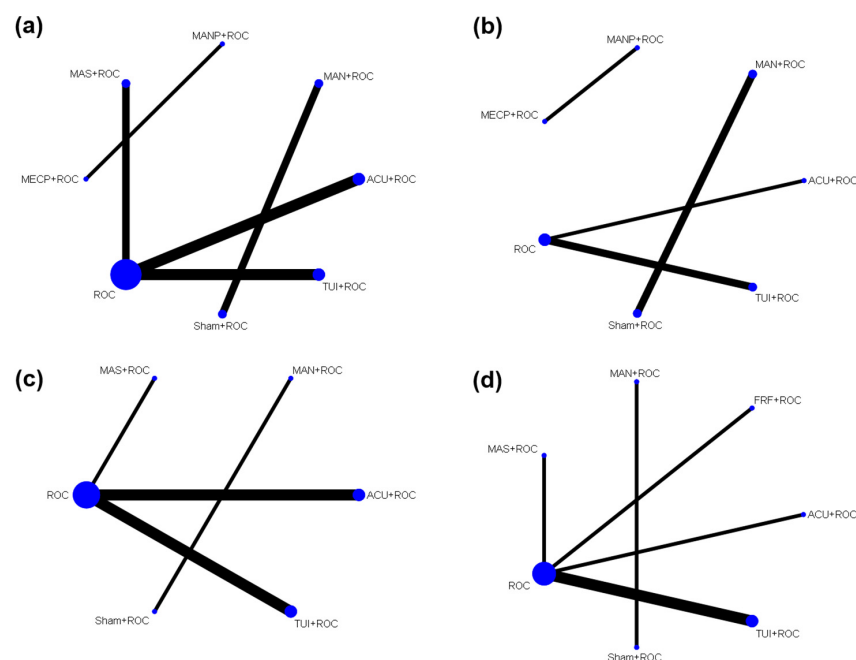 (a)
MANP+ROC
MAS+ROC
MAN+ROC
MECP+ROC
ACU+ROC
ROC
TUI+ROC
Sham+ROC
(b)
MANP+ROC
MAN+ROC
MECP+ROC
ACU+ROC
ROC
TUI+ROC
Sham+ROC
(c)
MAS+ROC
MAN+ROC
ROC
ACU+ROC
Sham+ROC
TUI+ROC
(d)
MAN+ROC
FRF+ROC
MAS+ROC
ACU+ROC
ROC
TUI+ROC
Sham+ROC